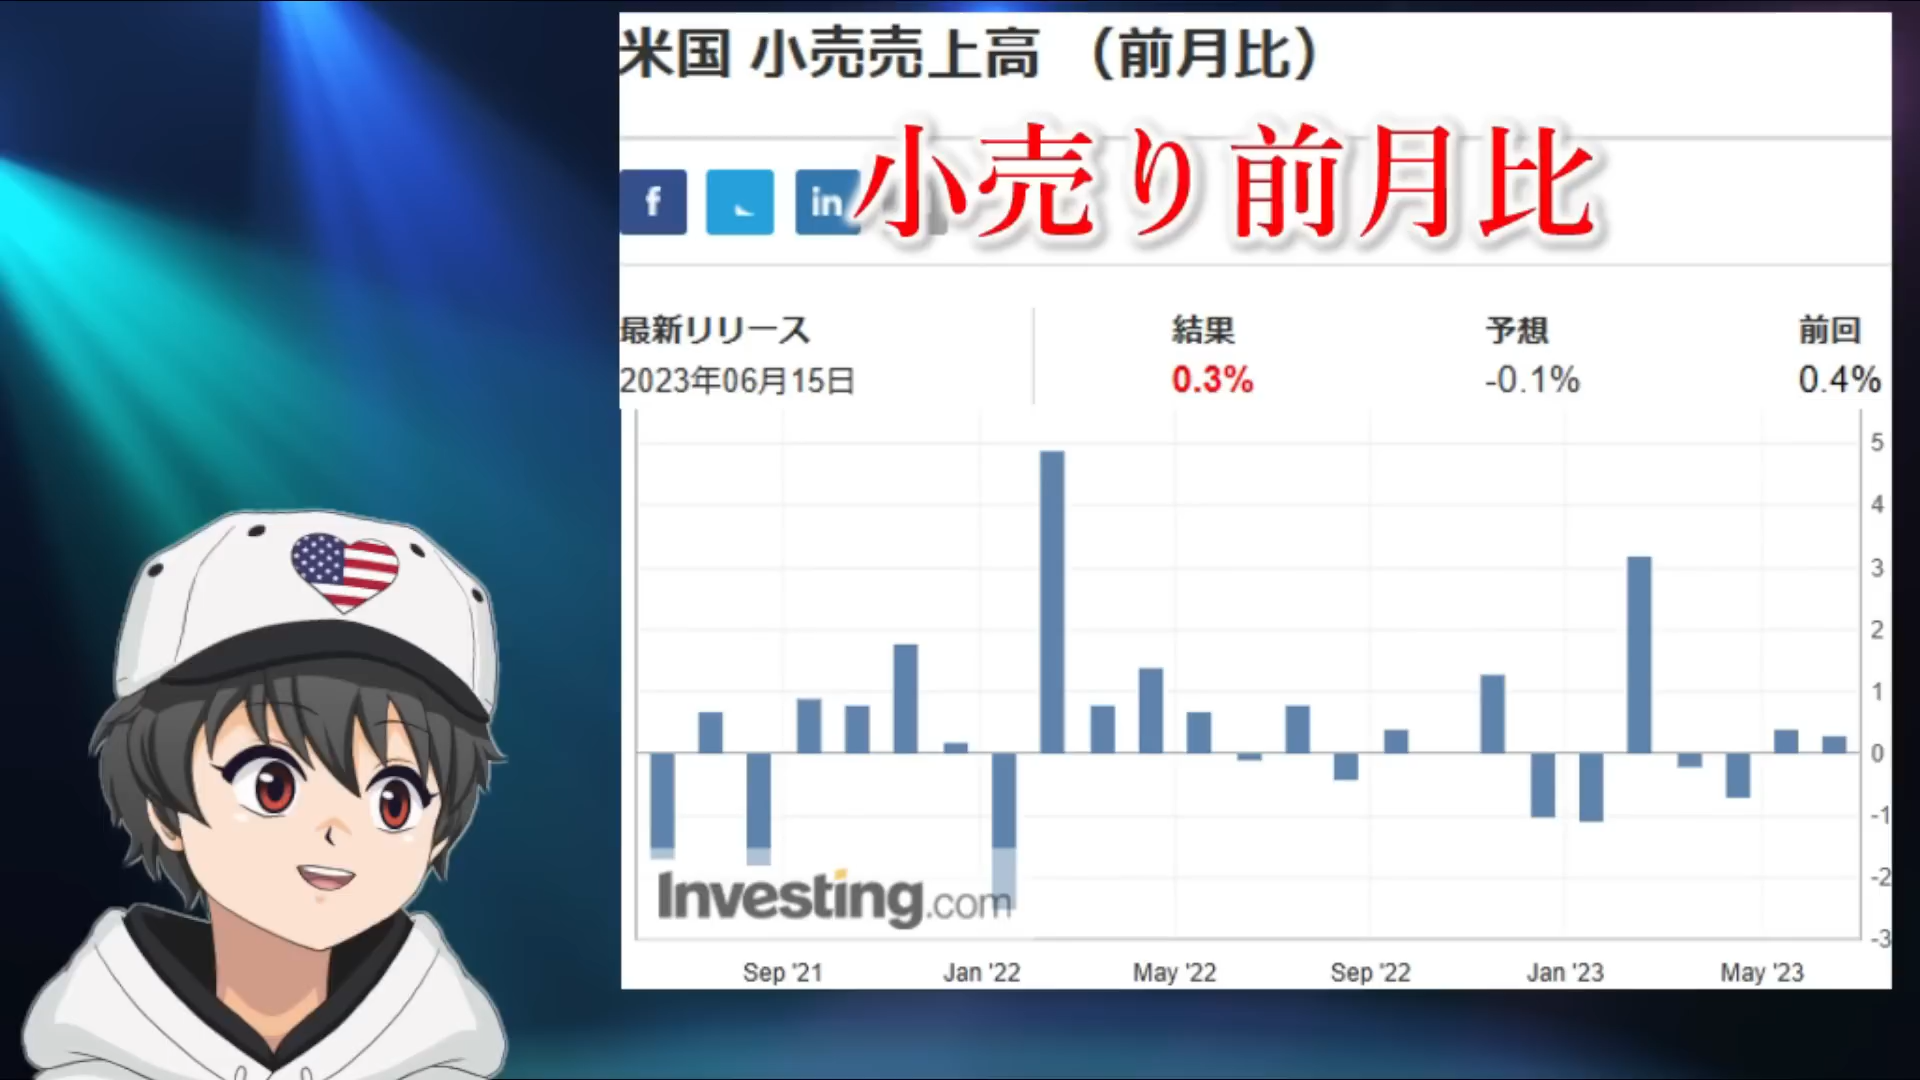 米国 小売売上高 （前月比）
小売り前月比
f
in
最新リリース 結果 予想 前回
2023年06月15日 0.3% -0.1% 0.4%
5
4
3
2
1
0
-1
-2
-3
Investing.com
Sep '21 Jan '22 May '22 Sep '22 Jan '23 May '23